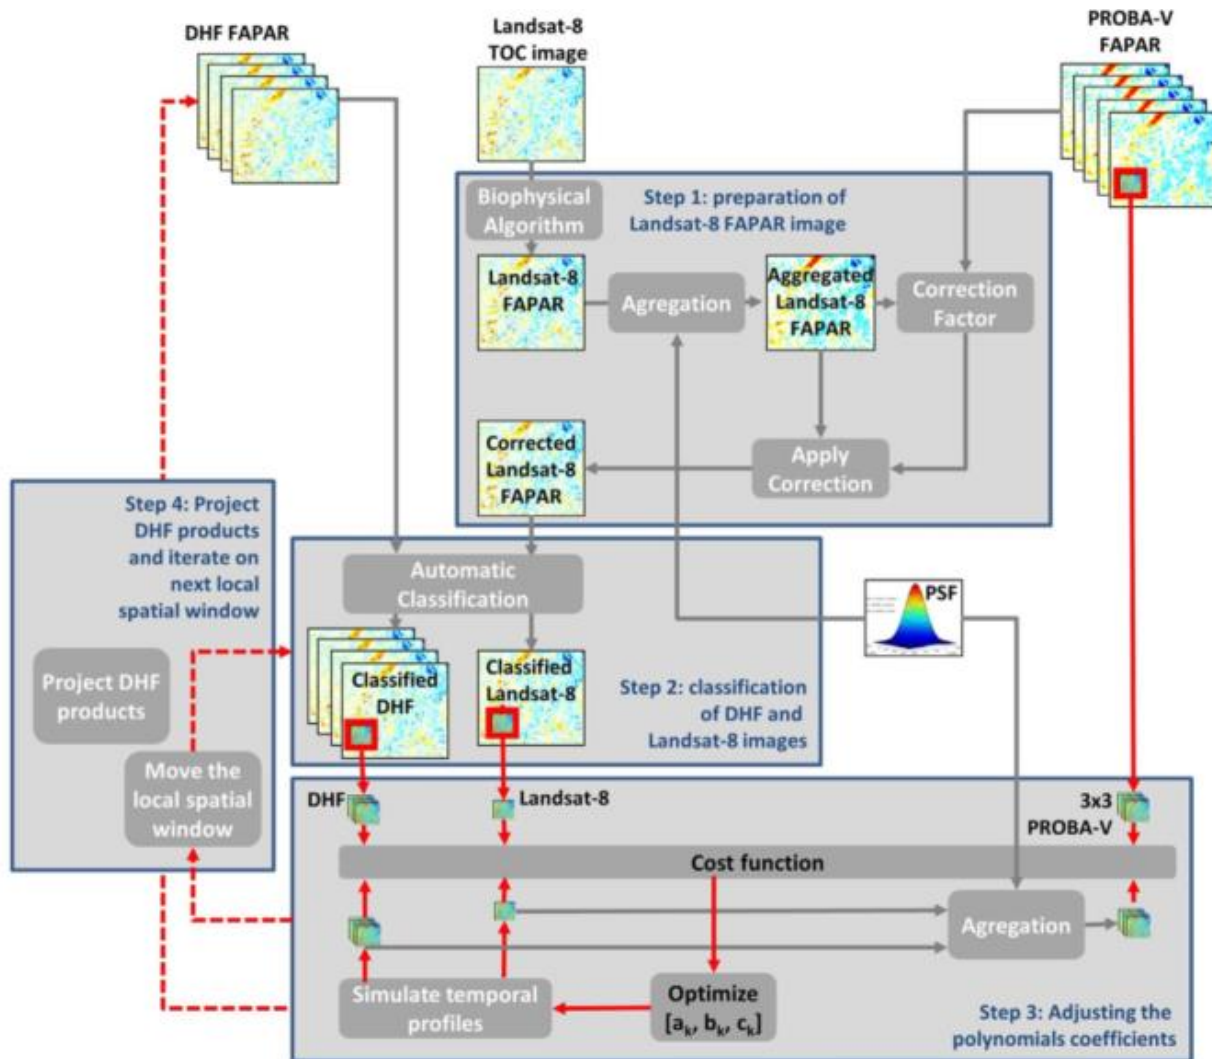 DHF FAPAR
Landsat-8
TOC image
PROBA-V
FAPAR
Biophysical
Algorithm
Step 1: preparation of
Landsat-8 FAPAR image
Landsat-8
FAPAR
Agregation
Aggregated
Landsat-8
FAPAR
Correction
Factor
Corrected
Landsat-8
FAPAR
Apply
Correction
Step 4: Project
DHF products
and iterate on
next local
spatial window
Automatic
Classification
PSF
Project DHF
products
Classified
DHF
Classified
Landsat-8
Step 2: classification
of DHF and
Landsat-8 images
Move the
local spatial
window
DHF
Landsat-8
3x3
PROBA-V
Cost function
Agregation
Simulate temporal
profiles
Optimize
[aₖ, bₖ, cₖ]
Step 3: Adjusting the
polynomials coefficients